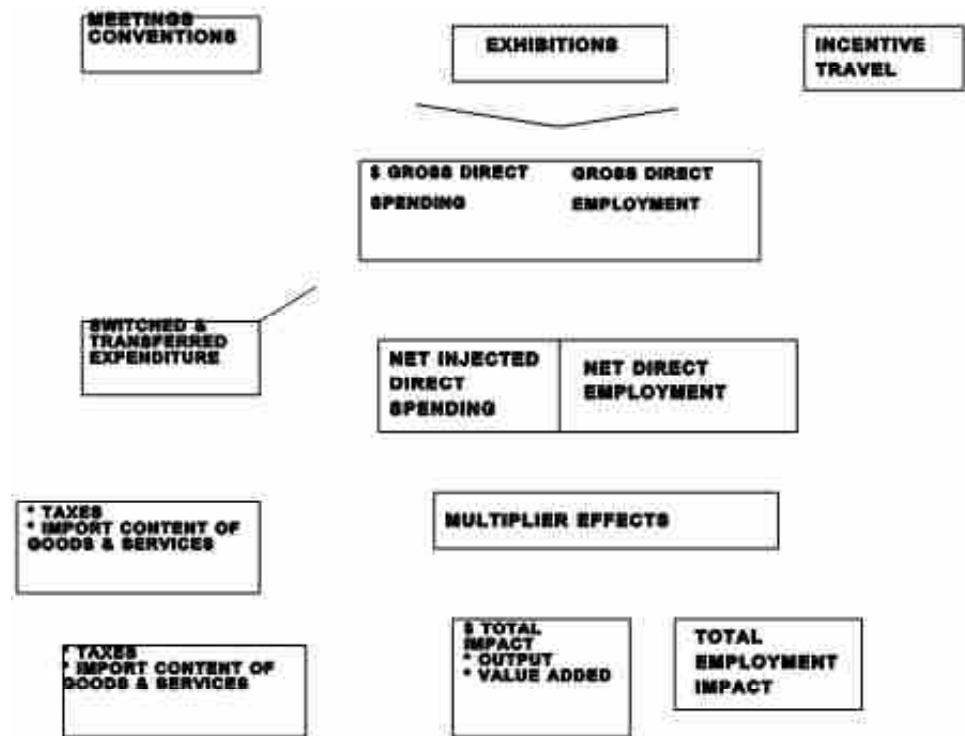 MEETINGS
CONVENTIONS
EXHIBITIONS
INCENTIVE
TRAVEL
$ GROSS DIRECT
SPENDING
GROSS DIRECT
EMPLOYMENT
SWITCHED &
TRANSFERRED
EXPENDITURE
NET INJECTED
DIRECT
SPENDING
NET DIRECT
EMPLOYMENT
* TAXES
* IMPORT CONTENT OF
GOODS & SERVICES
MULTIPLIER EFFECTS
* TAXES
* IMPORT CONTENT OF
GOODS & SERVICES
$ TOTAL
IMPACT
* OUTPUT
* VALUE ADDED
TOTAL
EMPLOYMENT
IMPACT